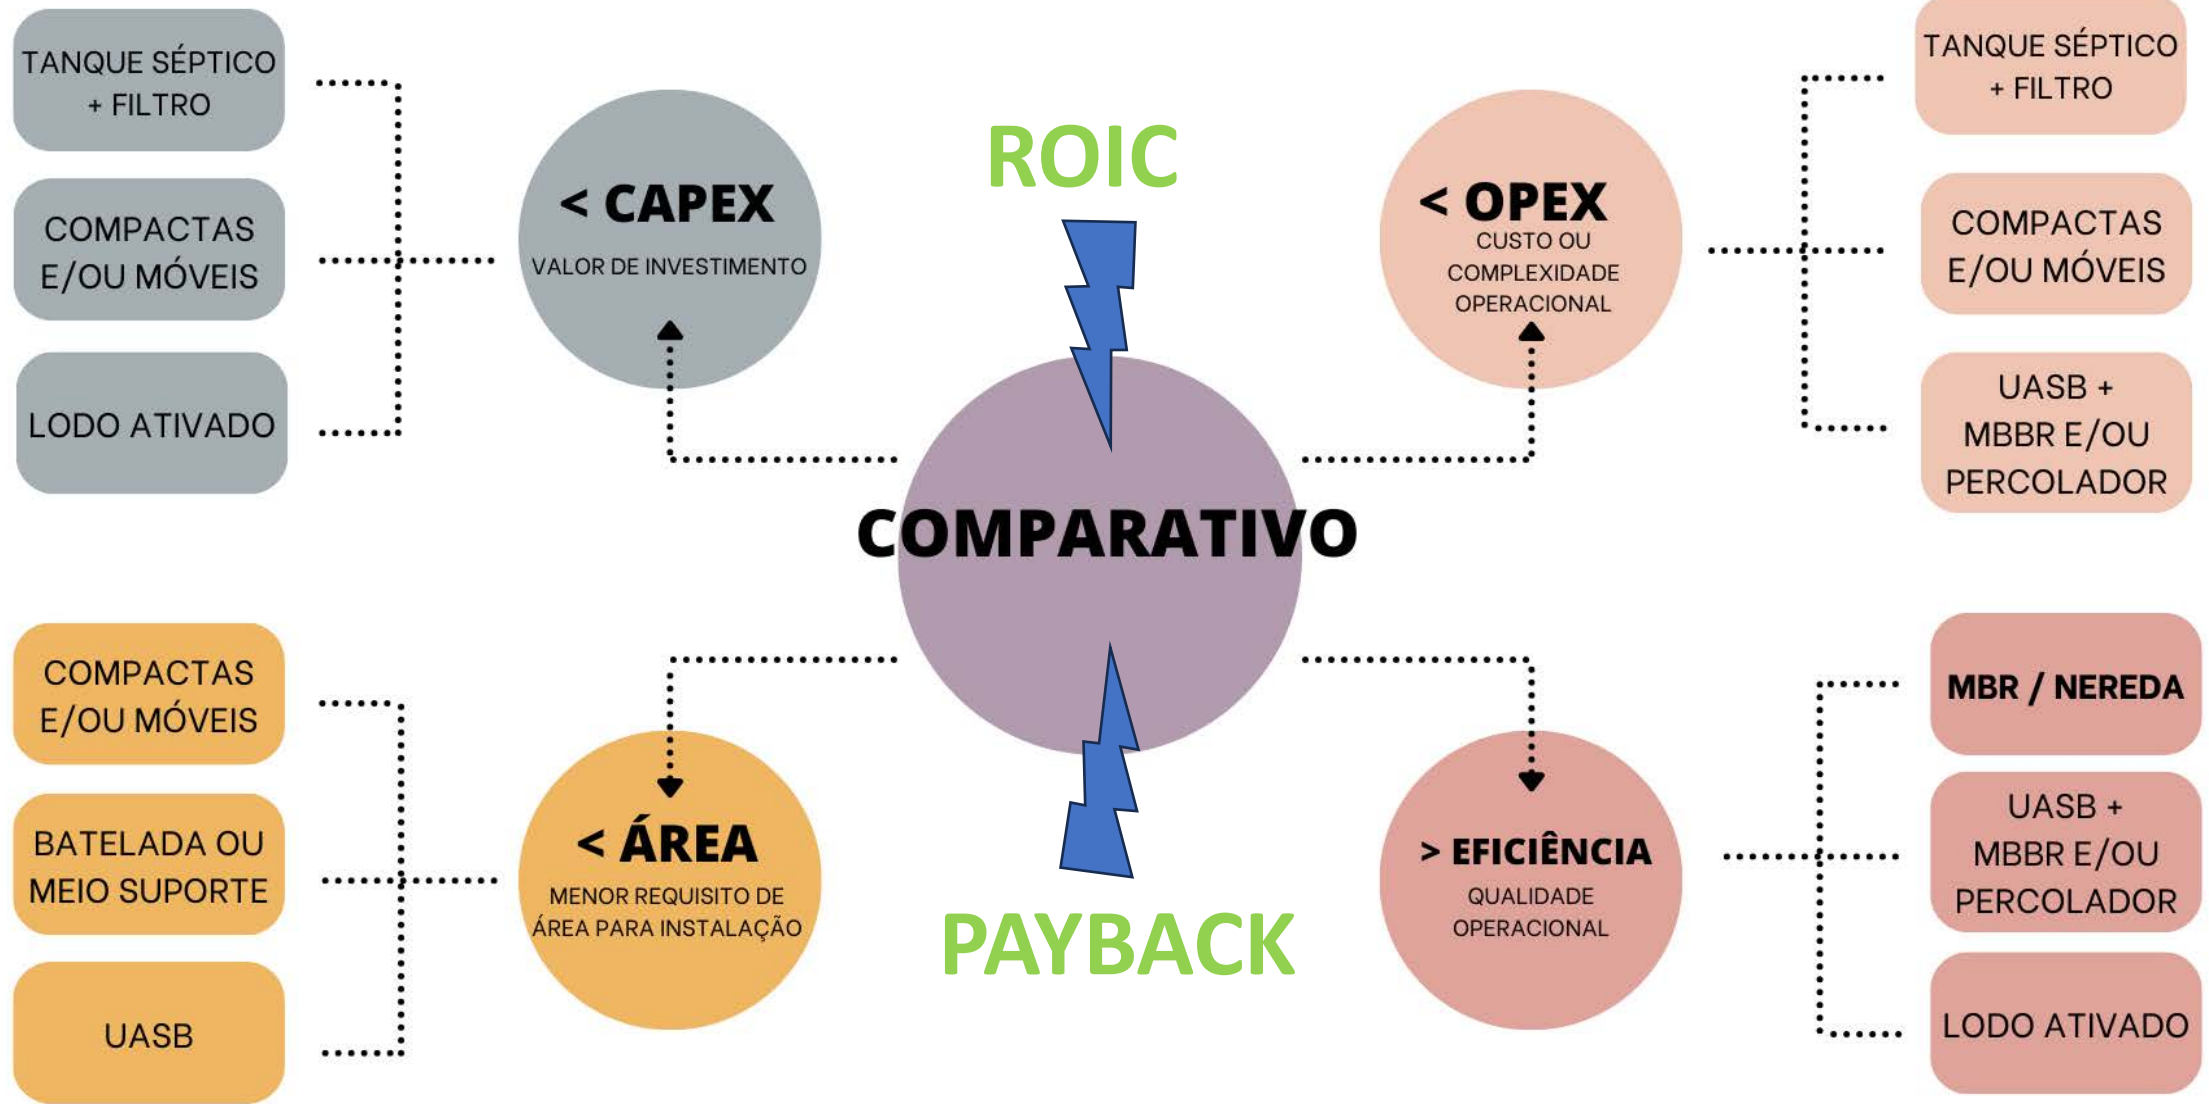 TANQUE SÉPTICO
+ FILTRO
COMPACTAS
E/OU MÓVEIS
LODO ATIVADO
< CAPEX
VALOR DE INVESTIMENTO
ROIC
< OPEX
CUSTO OU
COMPLEXIDADE
OPERACIONAL
TANQUE SÉPTICO
+ FILTRO
COMPACTAS
E/OU MÓVEIS
UASB +
MBBR E/OU
PERCOLADOR
COMPARATIVO
COMPACTAS
E/OU MÓVEIS
BATELADA OU
MEIO SUPORTE
UASB
< ÁREA
MENOR REQUISITO DE
ÁREA PARA INSTALAÇÃO
PAYBACK
> EFICIÊNCIA
QUALIDADE
OPERACIONAL
MBR / NEREDA
UASB +
MBBR E/OU
PERCOLADOR
LODO ATIVADO